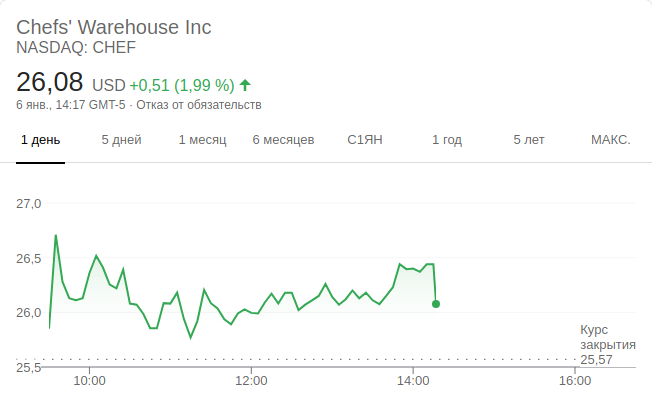 Chefs' Warehouse Inc
NASDAQ: CHEF
26,08 USD +0,51 (1,99 %)
6 янв., 14:17 GMT-5 · Отказ от обязательств
1 день 5 дней 1 месяц 6 месяцев С1ЯН 1 год 5 лет МАКС.
27,0
26,5
26,0
Курс
закрытия
25,57
25,5
10:00 12:00 14:00 16:00